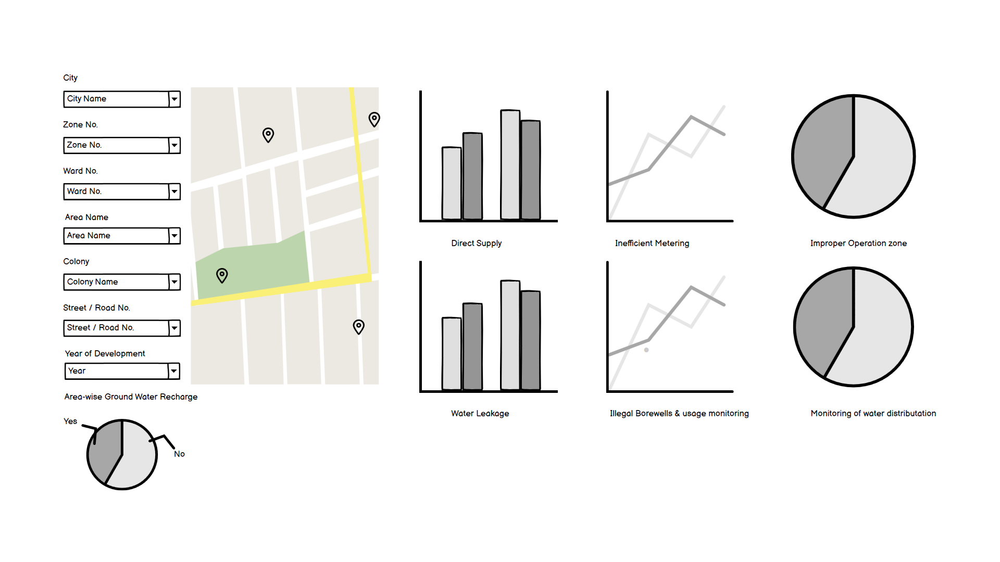 City
City Name
Zone No.
Zone No.
Ward No.
Ward No.
Area Name
Area Name
Colony
Colony Name
Street / Road No.
Street / Road No.
Year of Development
Year
Area-wise Ground Water Recharge
Yes
No
Direct Supply
Inefficient Metering
Improper Operation zone
Water Leakage
Illegal Borewells & usage monitoring
Monitoring of water distributation